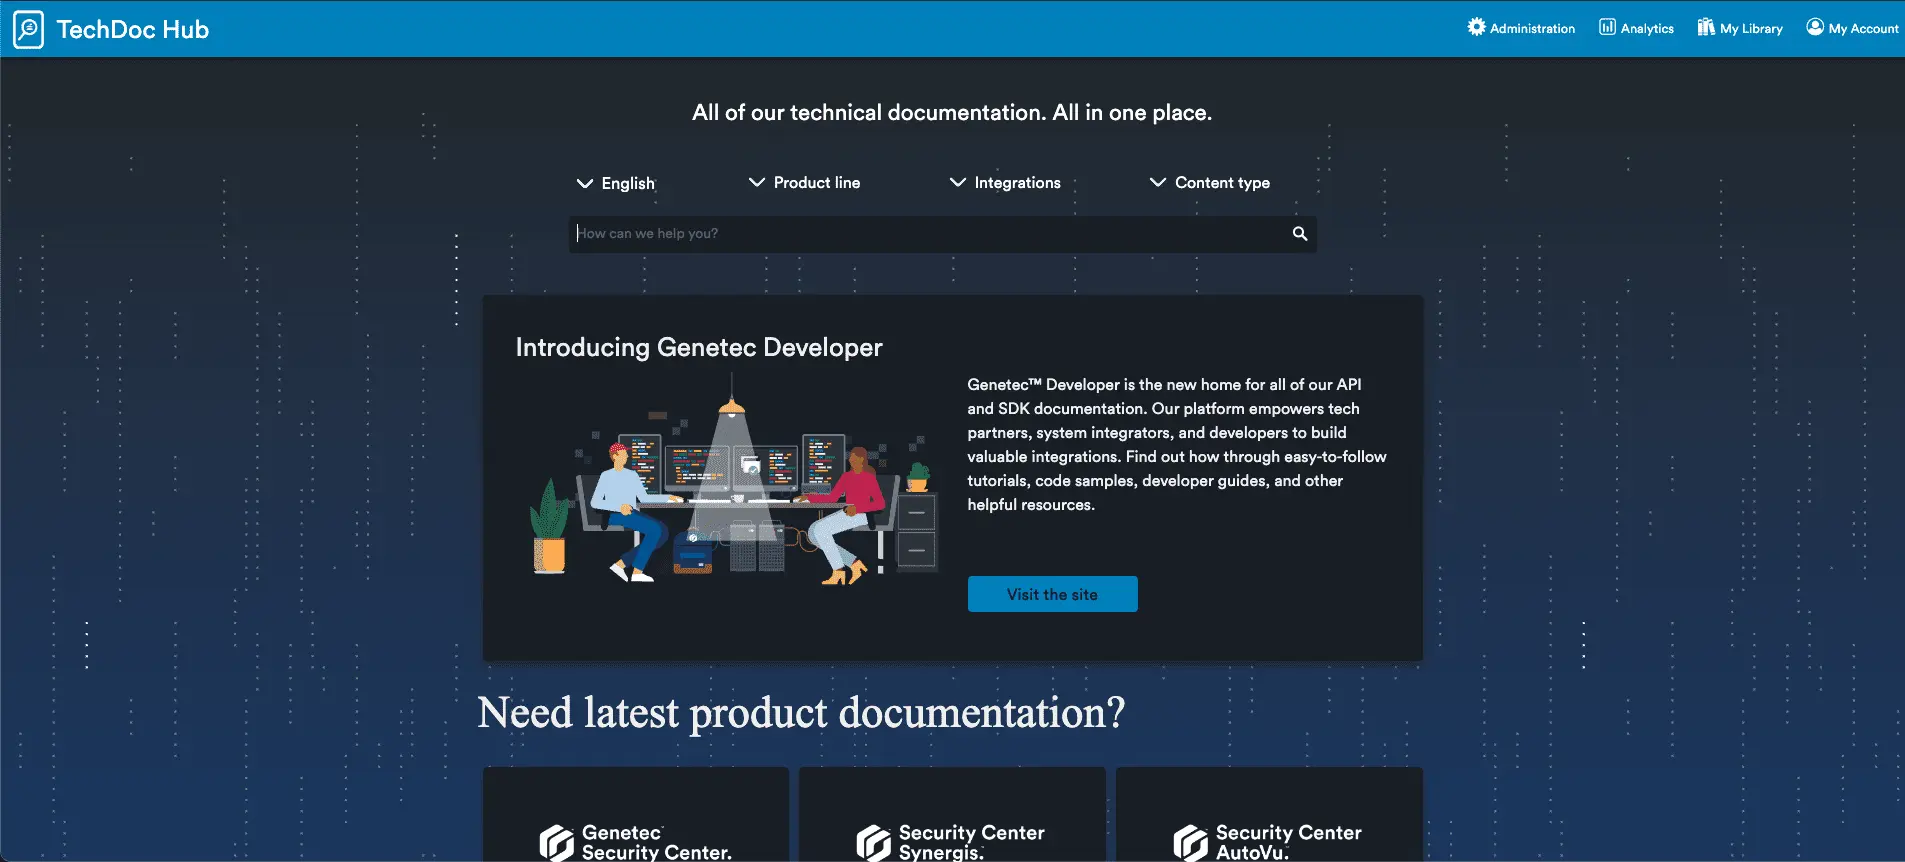 TechDoc Hub
Administration
Analytics
My Library
My Account
All of our technical documentation. All in one place.
English
Product line
Integrations
Content type
How can we help you?
Introducing Genetec Developer
Genetec™ Developer is the new home for all of our API
and SDK documentation. Our platform empowers tech
partners, system integrators, and developers to build
valuable integrations. Find out how through easy-to-follow
tutorials, code samples, developer guides, and other
helpful resources.
Visit the site
Need latest product documentation?
Genetec™
Security Center.
Security Center
Synergis.™
Security Center
AutoVu.™